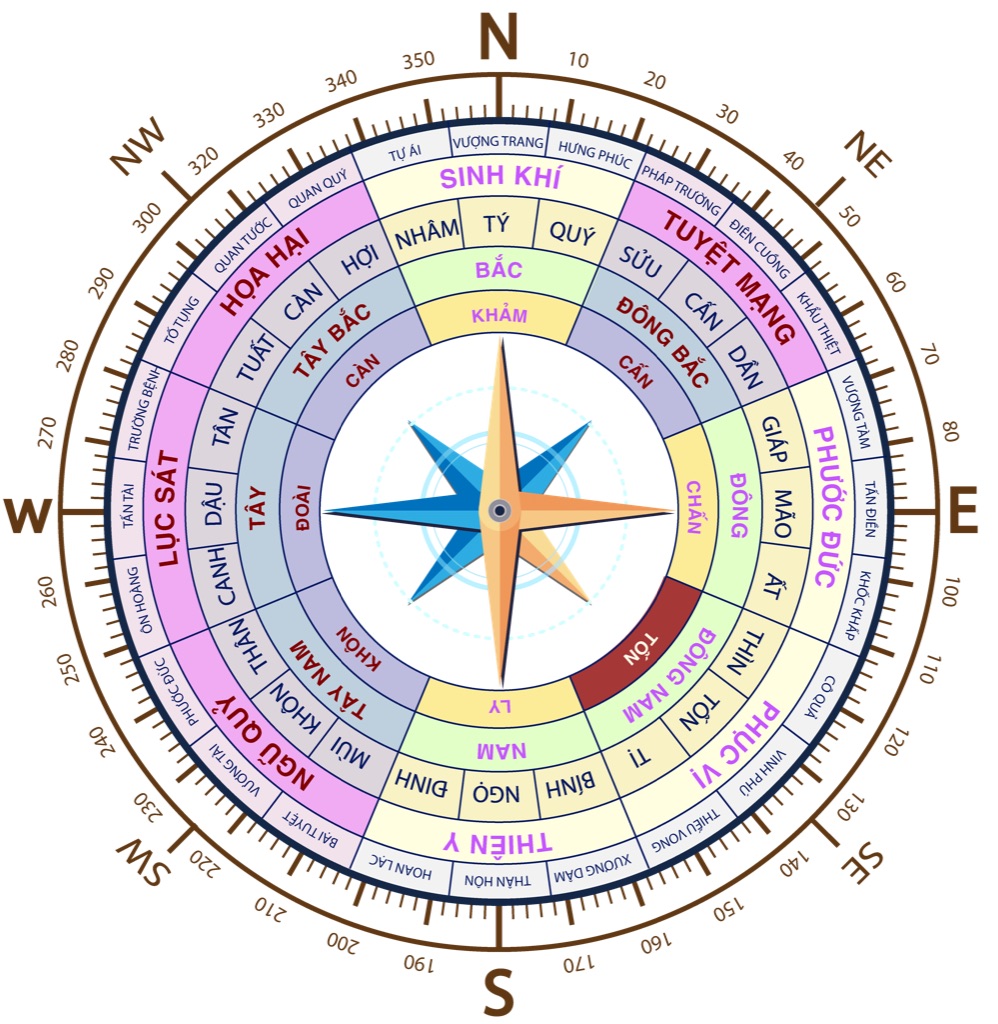 N
10
20
30
40
NE
50
60
70
80
E
100
110
120
130
SE
140
150
160
170
S
190
200
210
220
SW
230
240
250
260
W
270
280
290
300
NW
320
330
340
350
VƯỢNG TRANG
HƯNG PHÚC
PHÁP TRƯỜNG
ĐIÊN CUỒNG
KHẨU THIỆT
VƯỢNG TÀM
TẤN ĐIỀN
KHỐC KHẤP
CÔ QUẢ
VINH PHÚ
THIẾU VONG
XƯƠNG DÂM
THÂN HÔN
HOAN LẠC
BẠI TUYỆT
VƯỢNG TÀI
PHƯỚC ĐỨC
ÔN HOÀNG
TẤN TÀI
TRƯỜNG BỆNH
TỐ TỤNG
QUAN TƯỚC
QUAN QUÝ
TỰ ẢI
SINH KHÍ
TUYỆT MẠNG
PHƯỚC ĐỨC
PHỤC VỊ
THIÊN Y
NGŨ QUỶ
LỤC SÁT
HỌA HẠI
NHÂM
TÝ
QUÝ
SỬU
CẤN
DẦN
GIÁP
MÃO
ẤT
THÌN
TỐN
TỊ
BÍNH
NGỌ
ĐINH
MÙI
KHÔN
THÂN
CANH
DẬU
TÂN
TUẤT
CÀN
HỢI
BẮC
ĐÔNG BẮC
ĐÔNG
ĐÔNG NAM
NAM
TÂY NAM
TÂY
TÂY BẮC
KHẢM
CẤN
CHẤN
TỐN
LY
KHÔN
ĐOÀI
CÀN